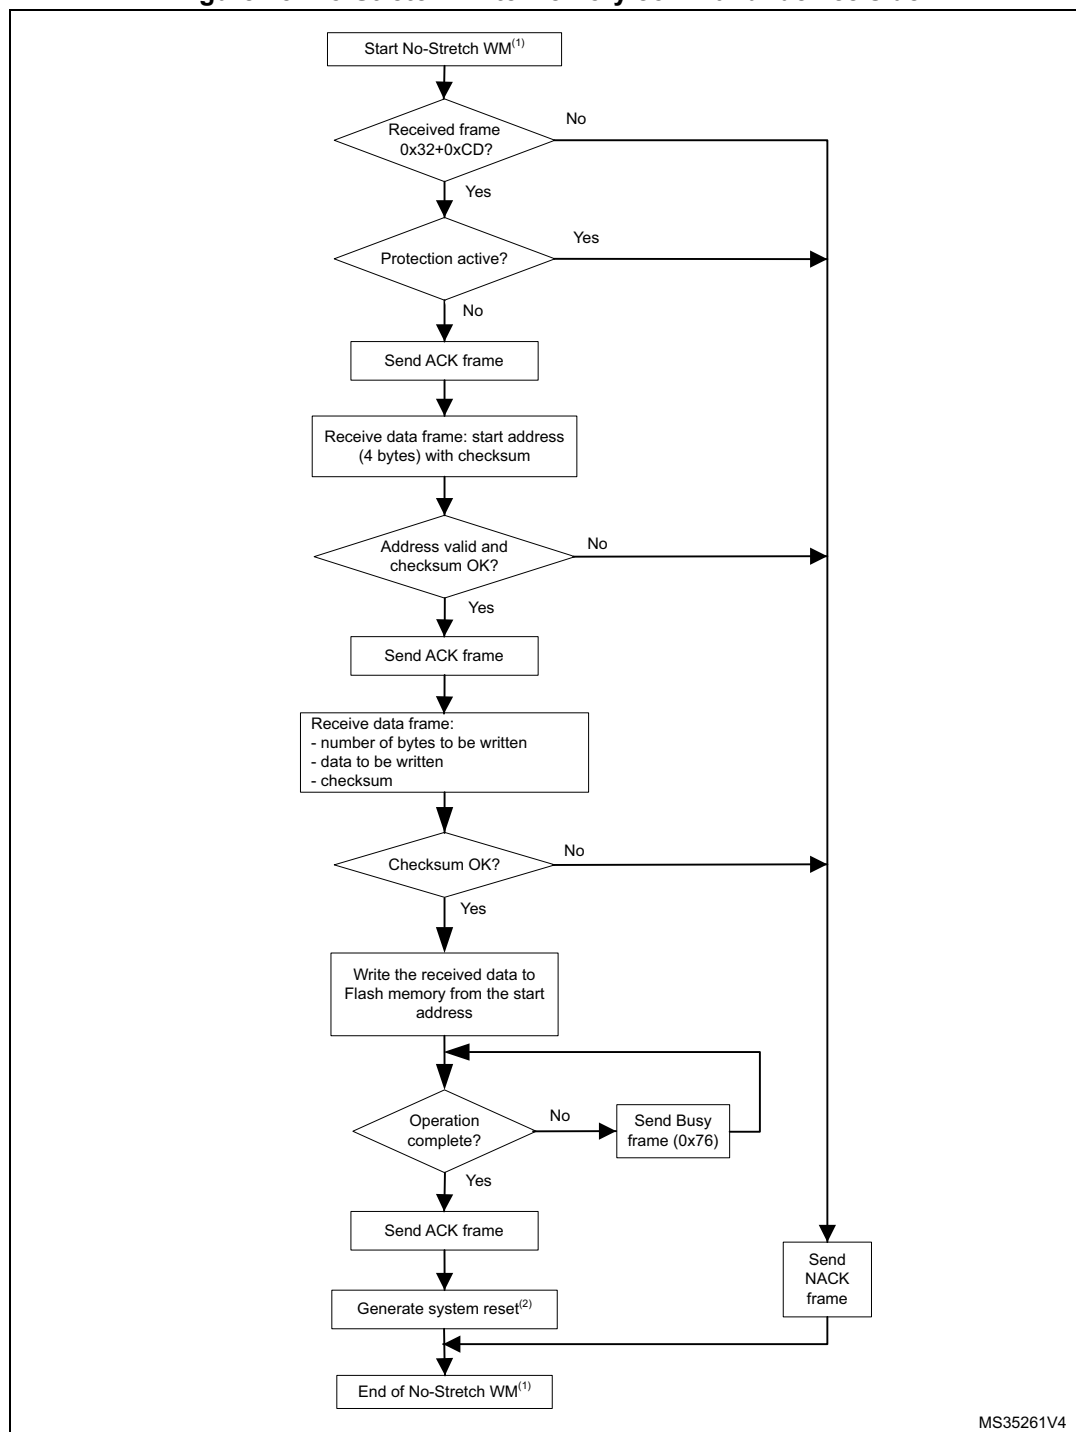 Start No-Stretch WM(1)
Received frame
0x32+0xCD?
No
Yes
Protection active?
Yes
No
Send ACK frame
Receive data frame: start address
(4 bytes) with checksum
Address valid and
checksum OK?
No
Yes
Send ACK frame
Receive data frame:
- number of bytes to be written
- data to be written
- checksum
Checksum OK?
No
Yes
Write the received data to
Flash memory from the start
address
Operation
complete?
No
Send Busy
frame (0x76)
Yes
Send ACK frame
Send
NACK
frame
Generate system reset(2)
End of No-Stretch WM(1)
MS35261V4